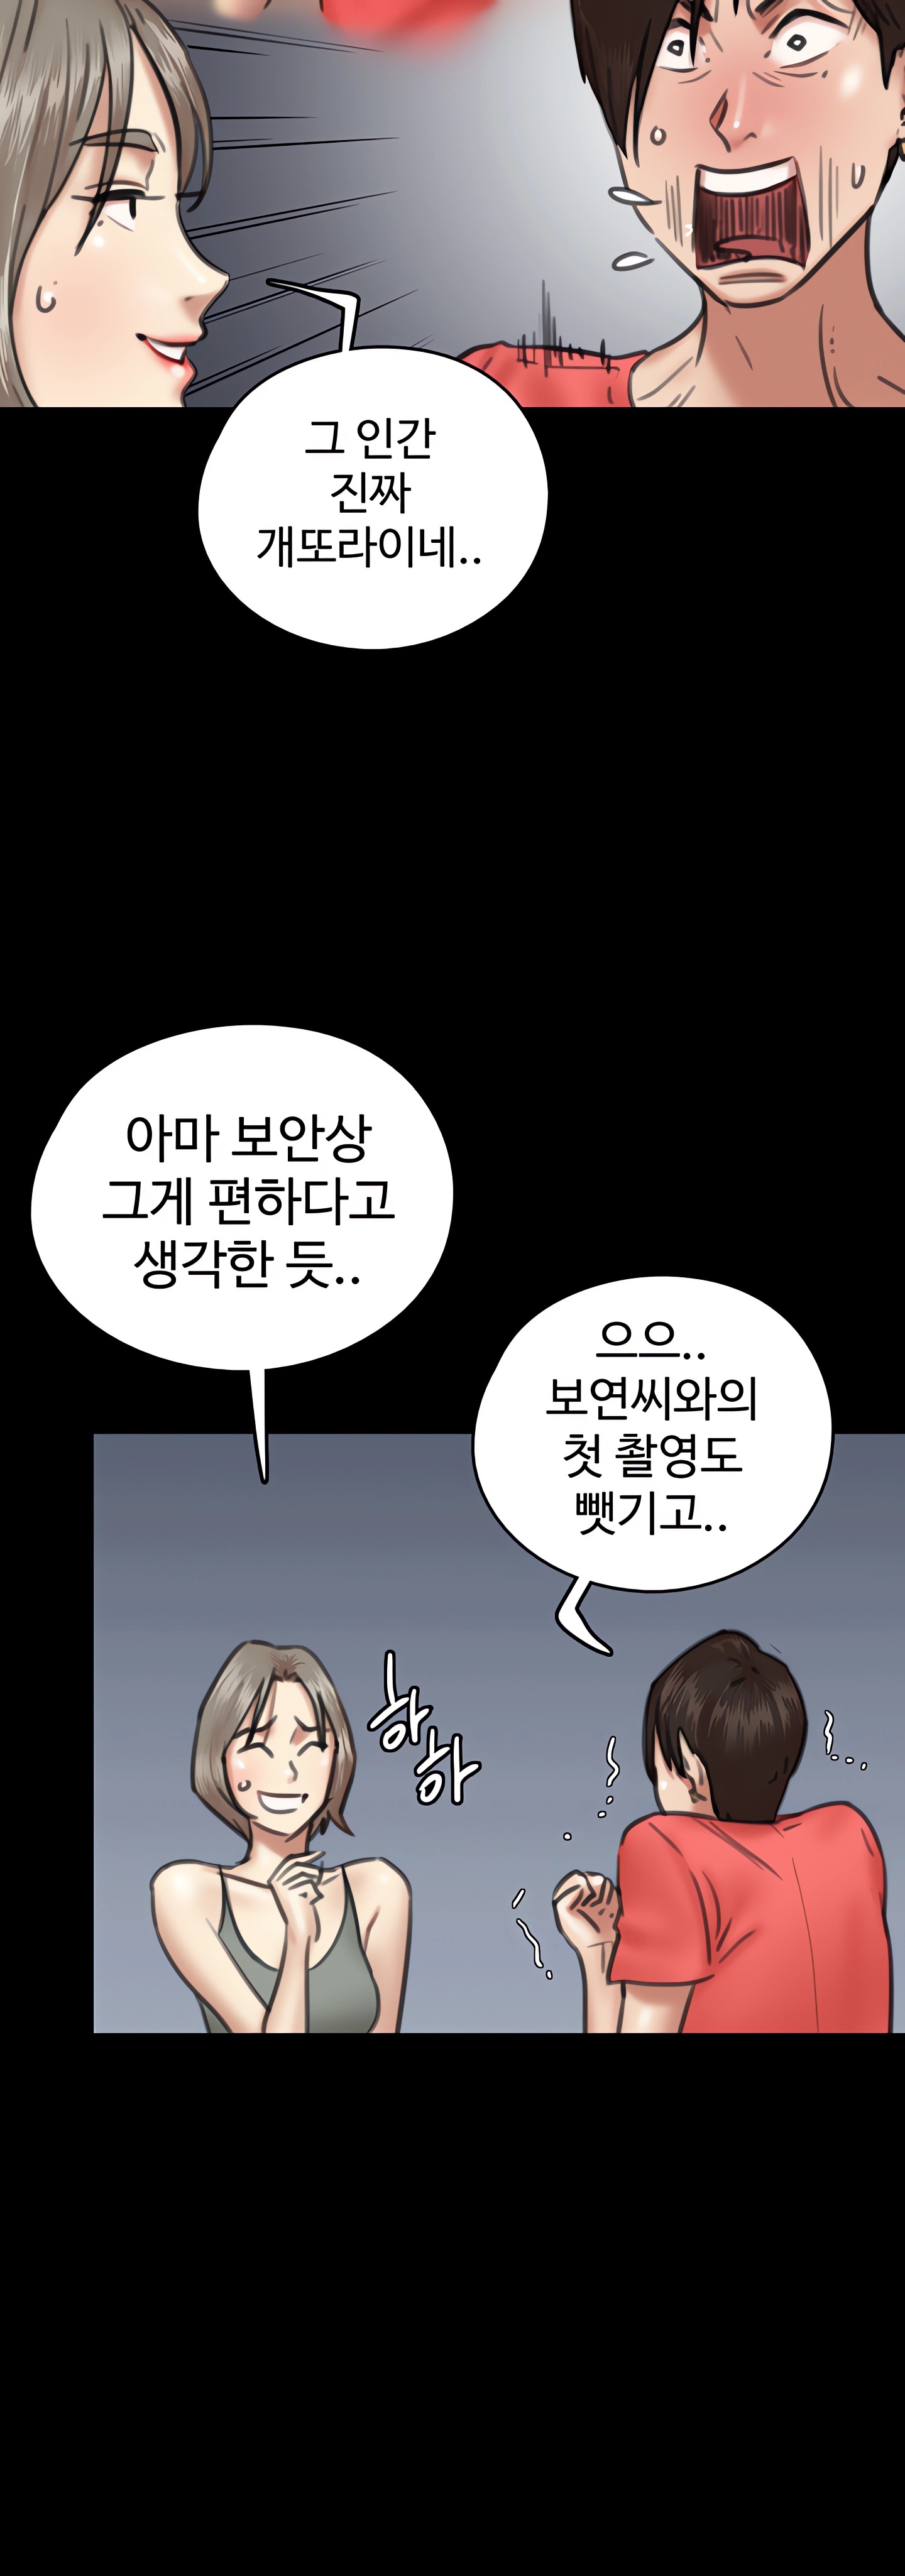 그 인간
진짜
개또라이네..
아마 보안상
그게 편하다고
생각한 듯..
으으..
보연씨와의
첫 촬영도
뺏기고..
하
하